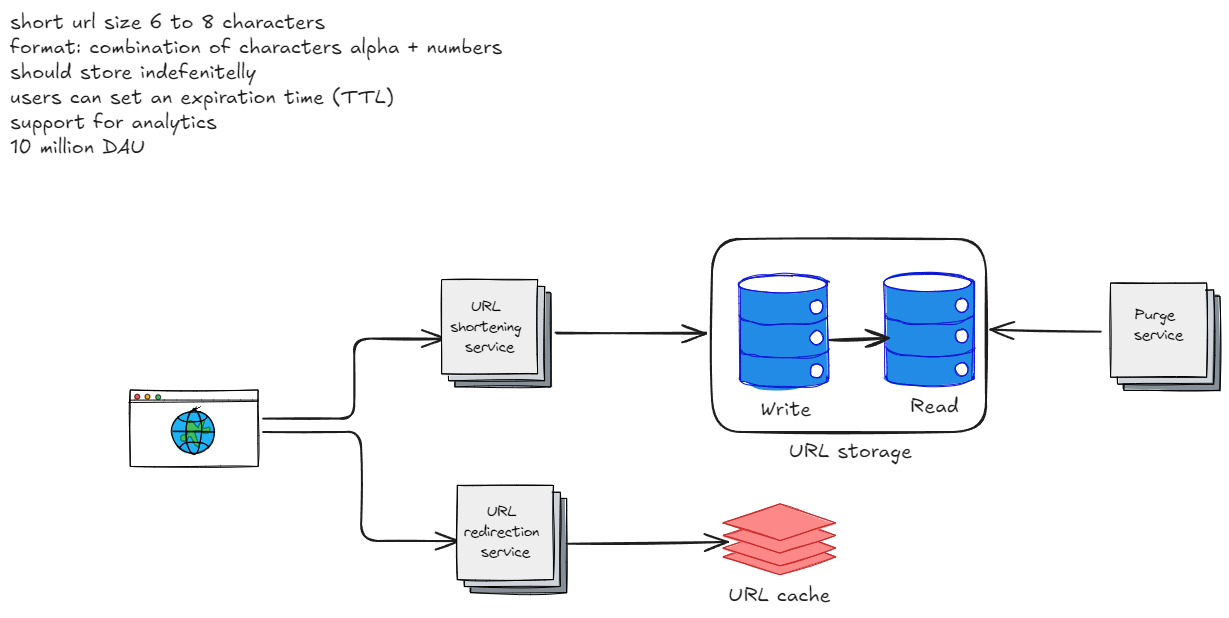 short url size 6 to 8 characters
format: combination of characters alpha + numbers
should store indefenitelly
users can set an expiration time (TTL)
support for analytics
10 million DAU
URL
shortening
service
Purge
service
Write
Read
URL storage
URL
redirection
service
URL cache